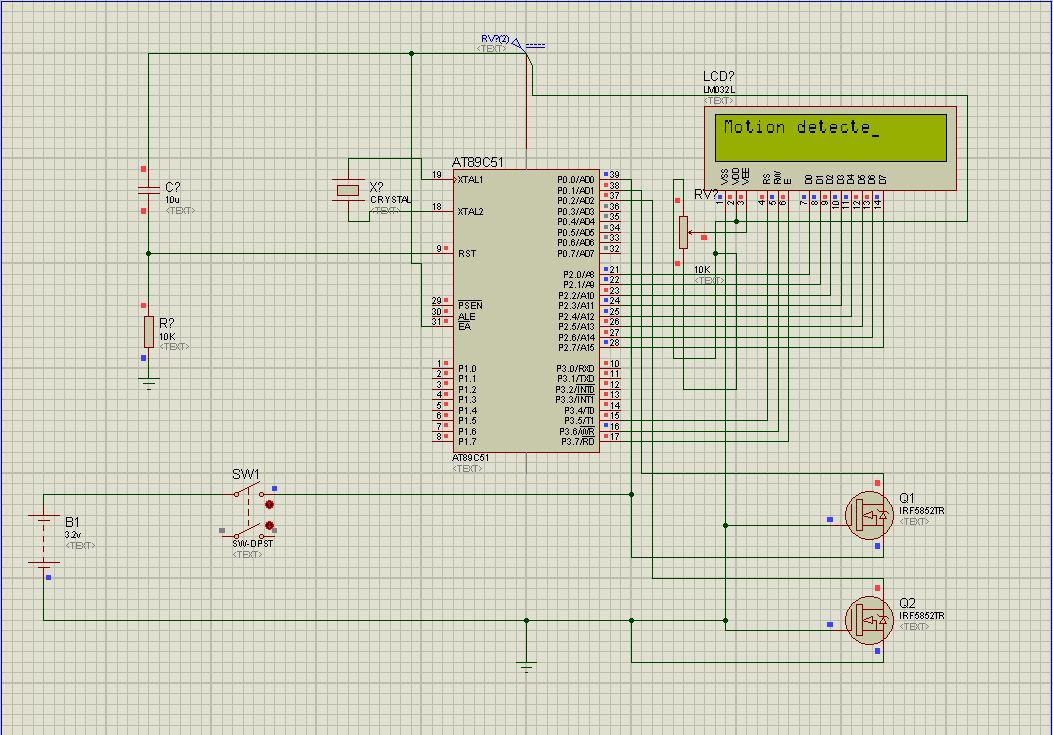 RV?(2)
<TEXT>
LCD?
LM032L
<TEXT>
Motion detecte_
VSS
VDD
VEE
RS
RW
E
D0
D1
D2
D3
D4
D5
D6
D7
1
2
3
4
5
6
7
8
9
10
11
12
13
14
C?
10u
<TEXT>
X?
CRYSTAL
<TEXT>
R?
10K
<TEXT>
RV?
10K
<TEXT>
AT89C51
19 XTAL1
18 XTAL2
9 RST
29 PSEN
30 ALE
31 EA
1 P1.0
2 P1.1
3 P1.2
4 P1.3
5 P1.4
6 P1.5
7 P1.6
8 P1.7
P0.0/AD0 39
P0.1/AD1 38
P0.2/AD2 37
P0.3/AD3 36
P0.4/AD4 35
P0.5/AD5 34
P0.6/AD6 33
P0.7/AD7 32
P2.0/A8 21
P2.1/A9 22
P2.2/A10 23
P2.3/A11 24
P2.4/A12 25
P2.5/A13 26
P2.6/A14 27
P2.7/A15 28
P3.0/RXD 10
P3.1/TXD 11
P3.2/INT0 12
P3.3/INT1 13
P3.4/T0 14
P3.5/T1 15
P3.6/WR 16
P3.7/RD 17
AT89C51
<TEXT>
SW1
SW-DPST
<TEXT>
B1
3.2v
<TEXT>
Q1
IRF5852TR
<TEXT>
Q2
IRF5852TR
<TEXT>